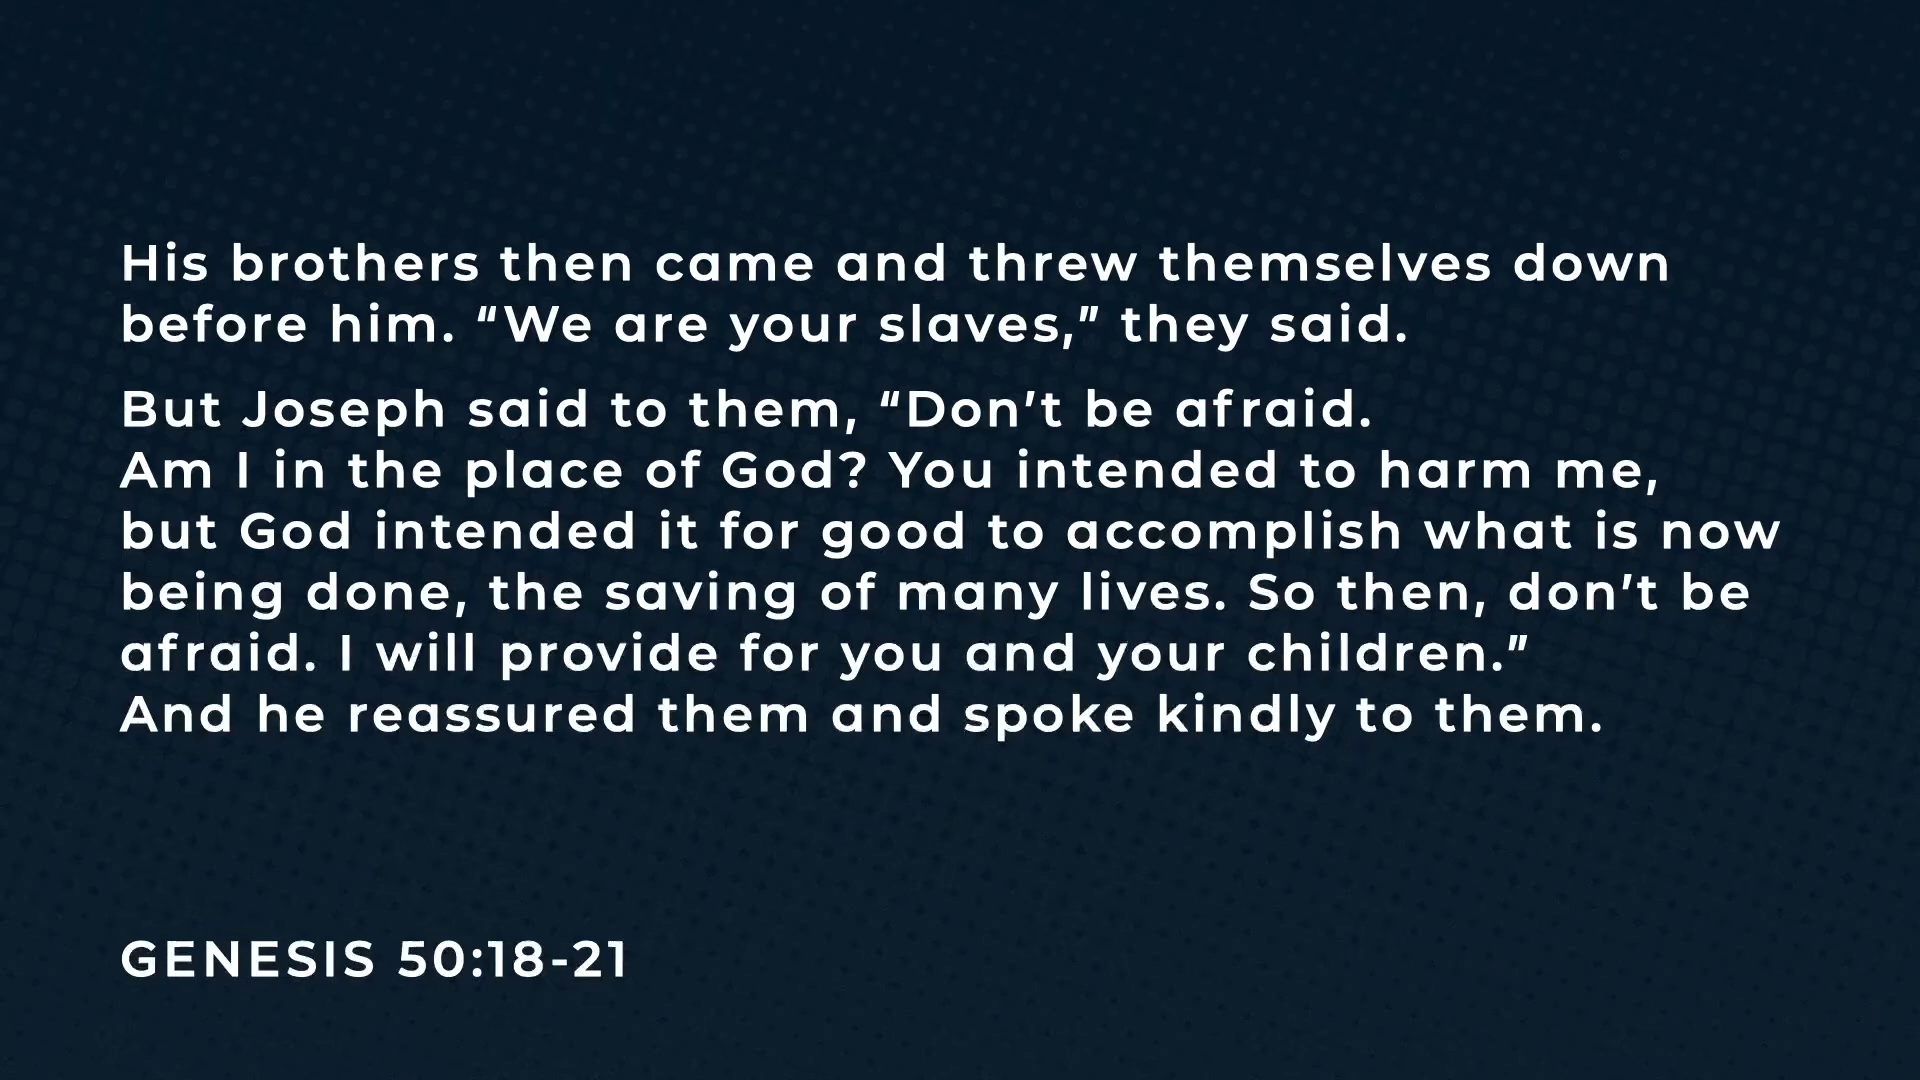 His brothers then came and threw themselves down
before him. “We are your slaves,” they said.
But Joseph said to them, “Don’t be afraid.
Am I in the place of God? You intended to harm me,
but God intended it for good to accomplish what is now
being done, the saving of many lives. So then, don’t be
afraid. I will provide for you and your children.”
And he reassured them and spoke kindly to them.
GENESIS 50:18-21